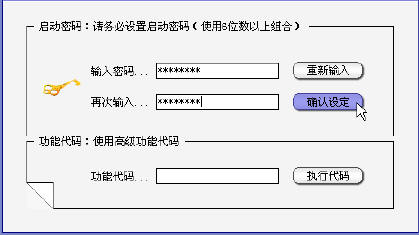 启动密码：请务必设置启动密码（使用8位数以上组合）
输入密码... ******** 重新输入
再次输入... ******** 确认设定
功能代码：使用高级功能代码
功能代码... 执行代码